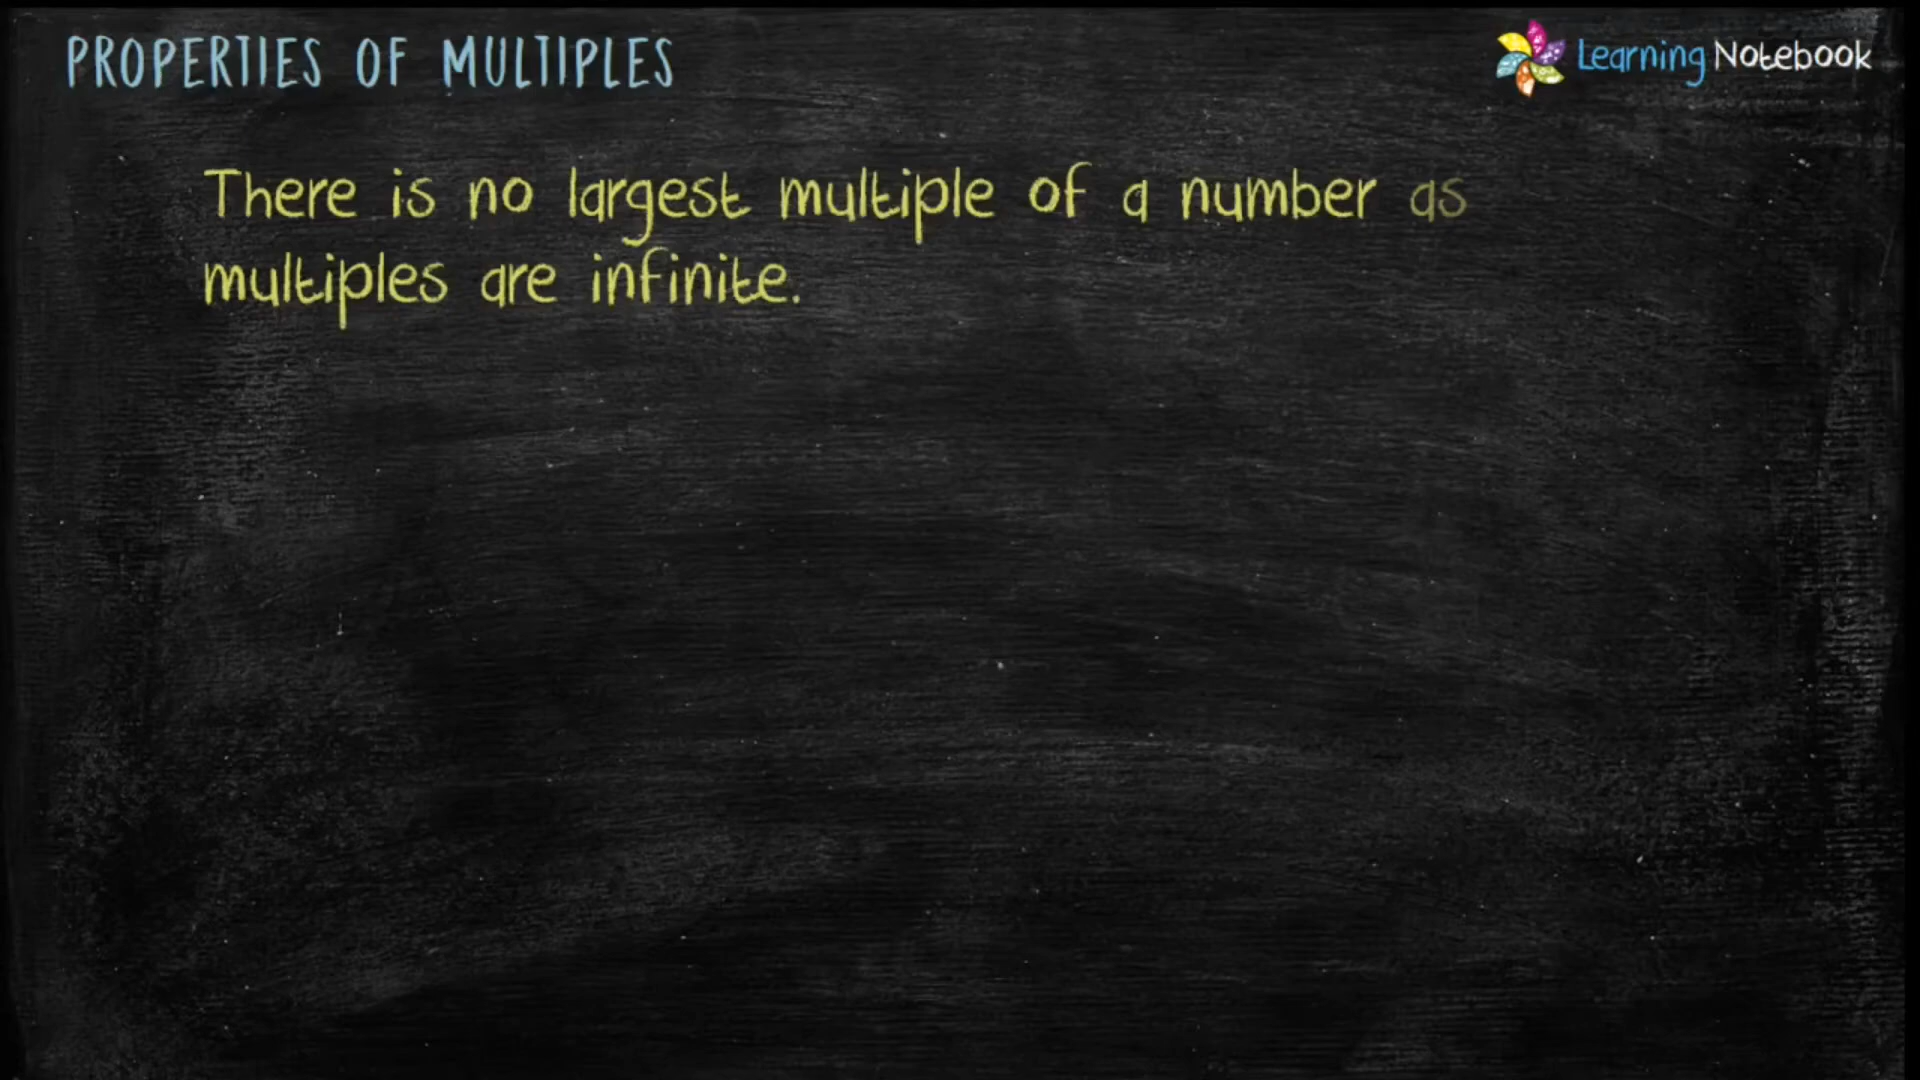 PROPERTIES OF MULTIPLES
Learning Notebook
There is no largest multiple of a number as
multiples are infinite.